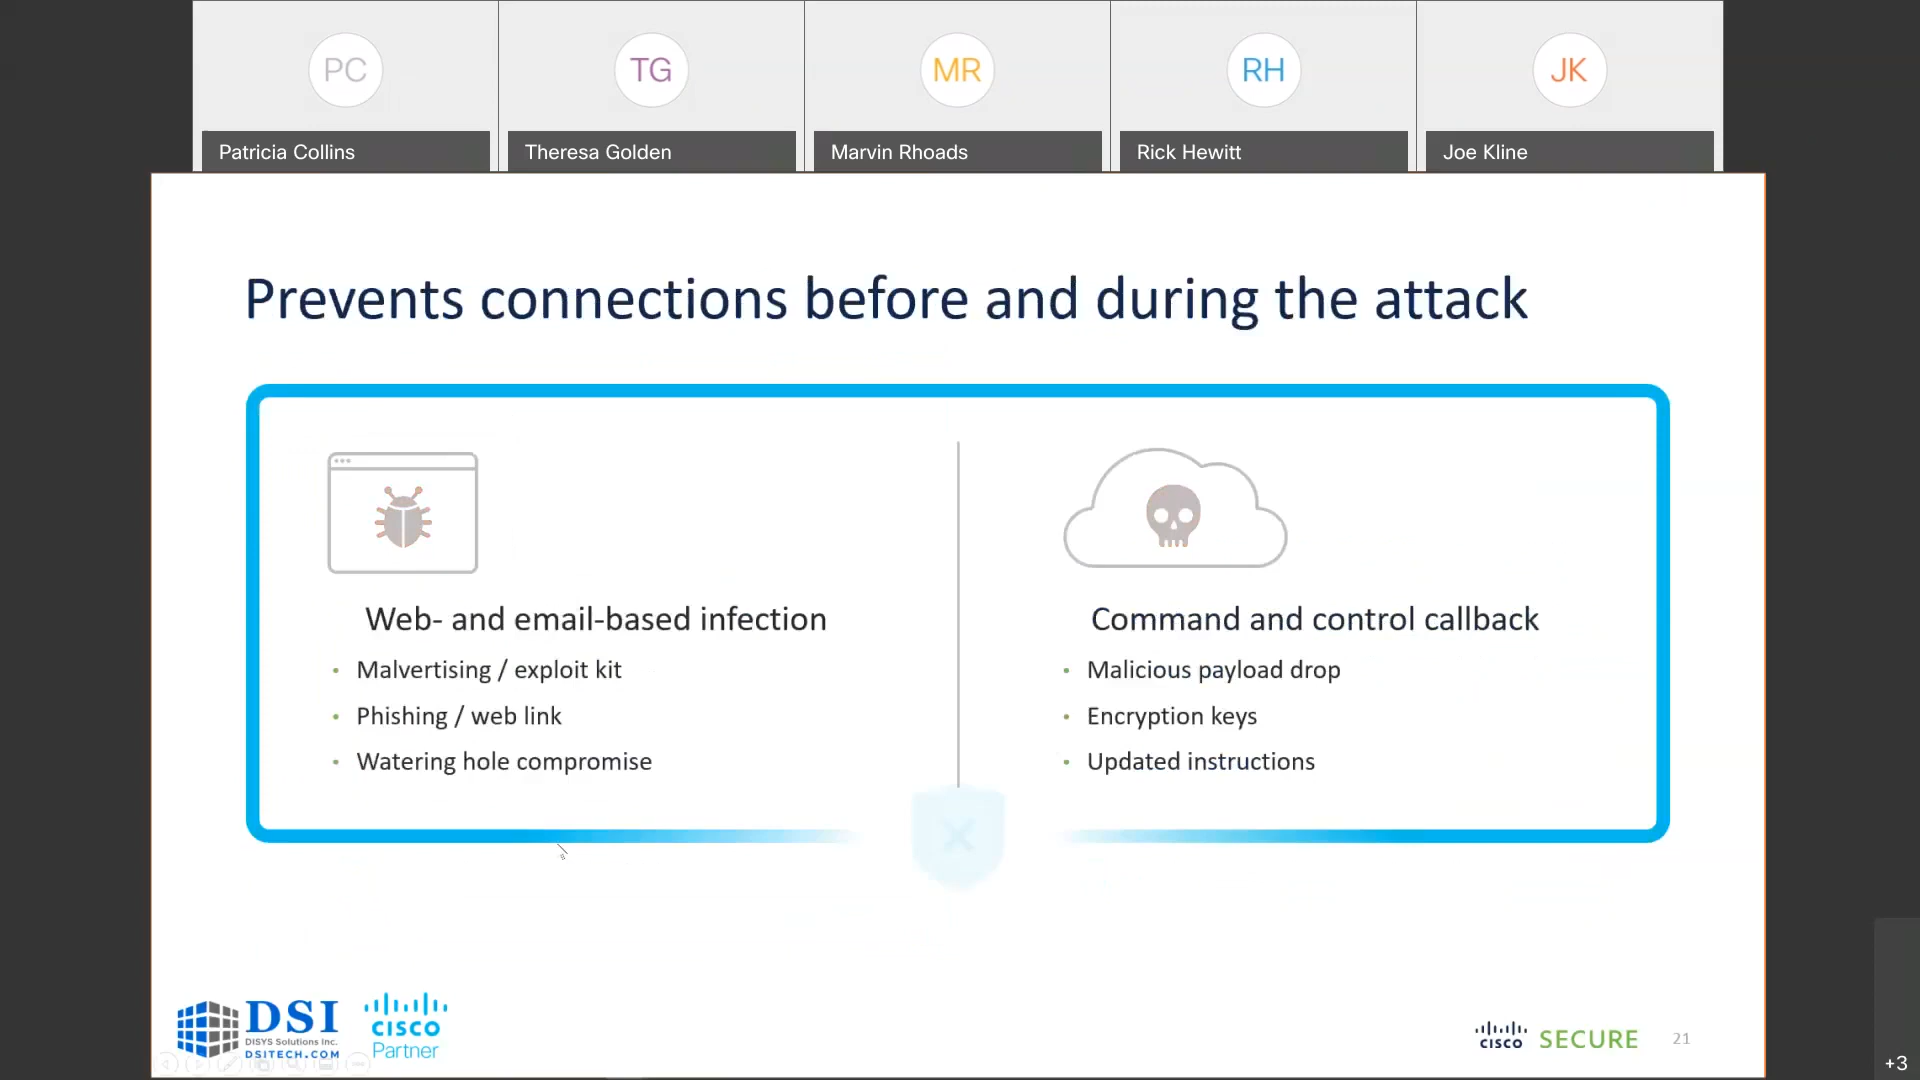 PC
TG
MR
RH
JK
Patricia Collins
Theresa Golden
Marvin Rhoads
Rick Hewitt
Joe Kline
Prevents connections before and during the attack
Web- and email-based infection
• Malvertising / exploit kit
• Phishing / web link
• Watering hole compromise
Command and control callback
• Malicious payload drop
• Encryption keys
• Updated instructions
DSI
DISYS Solutions Inc.
DSITECH.COM
CISCO
Partner
CISCO
SECURE
21
+3